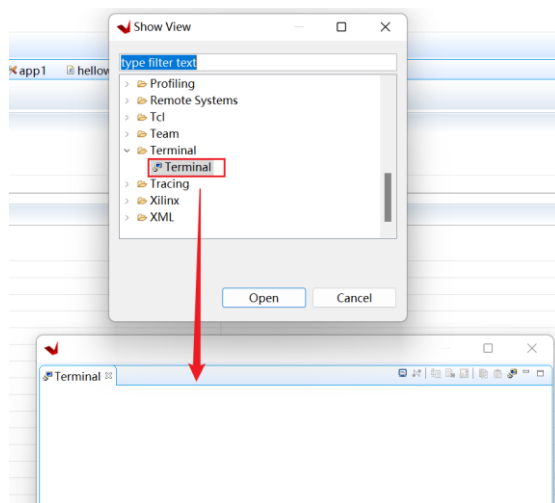 Show View
type filter text
app1 hellow
Profiling
Remote Systems
Tcl
Team
Terminal
Terminal
Tracing
Xilinx
XML
Open Cancel
Terminal